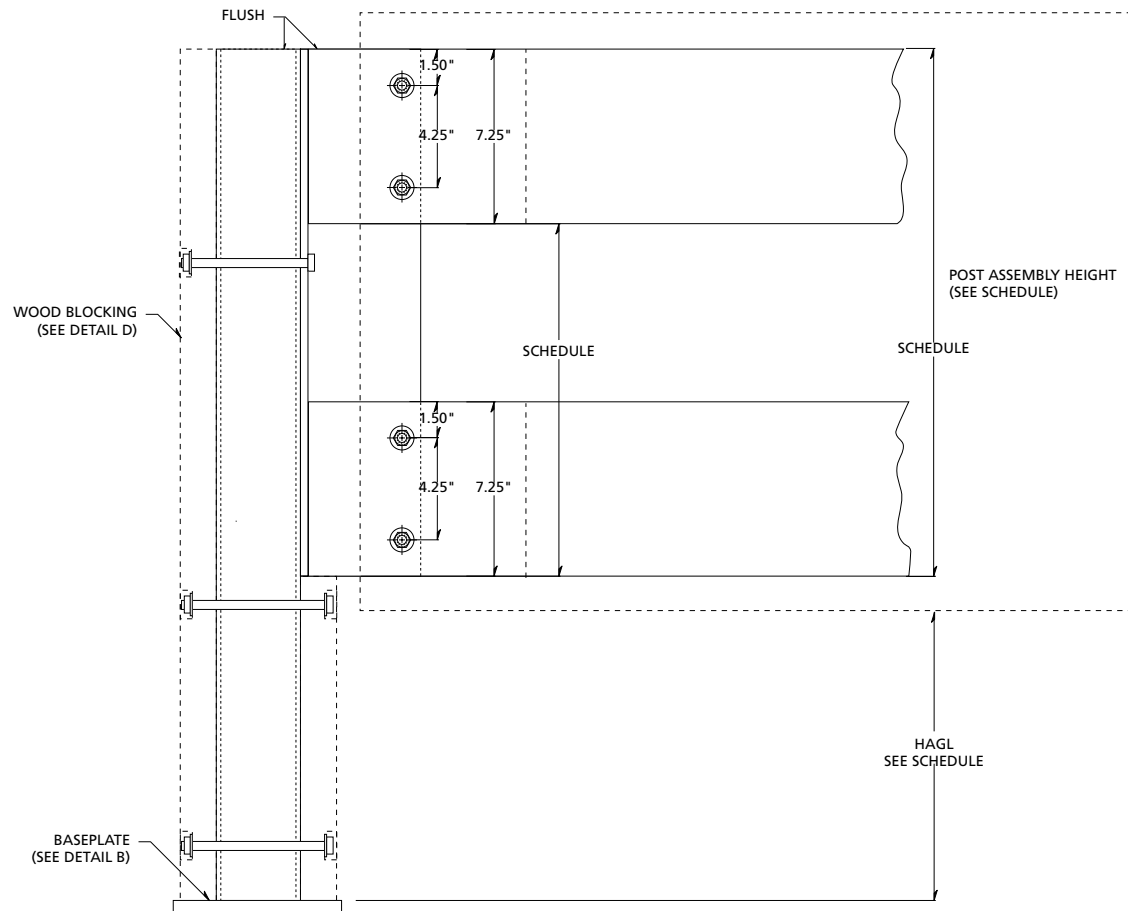 FLUSH
1.50"
4.25"
7.25"
WOOD BLOCKING
(SEE DETAIL D)
POST ASSEMBLY HEIGHT
(SEE SCHEDULE)
SCHEDULE
SCHEDULE
1.50"
4.25"
7.25"
HAGL
SEE SCHEDULE
BASEPLATE
(SEE DETAIL B)